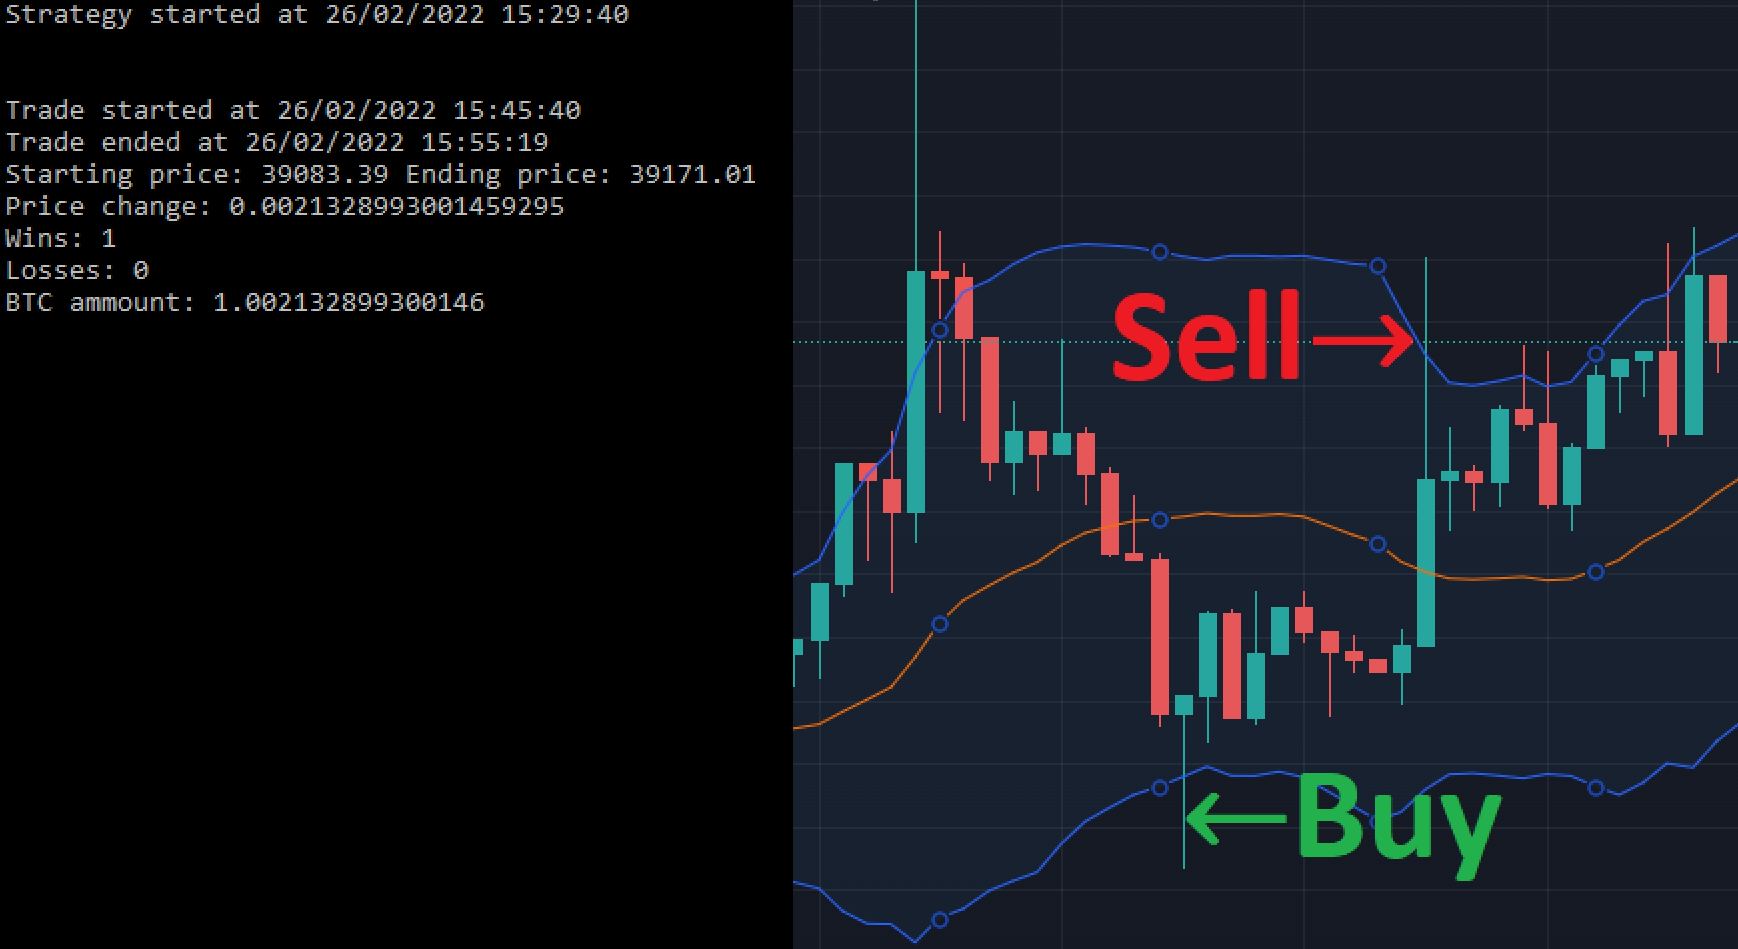 Strategy started at 26/02/2022 15:29:40
Trade started at 26/02/2022 15:45:40
Trade ended at 26/02/2022 15:55:19
Starting price: 39083.39 Ending price: 39171.01
Price change: 0.0021328993001459295
Wins: 1
Losses: 0
BTC ammount: 1.002132899300146
Sell
Buy